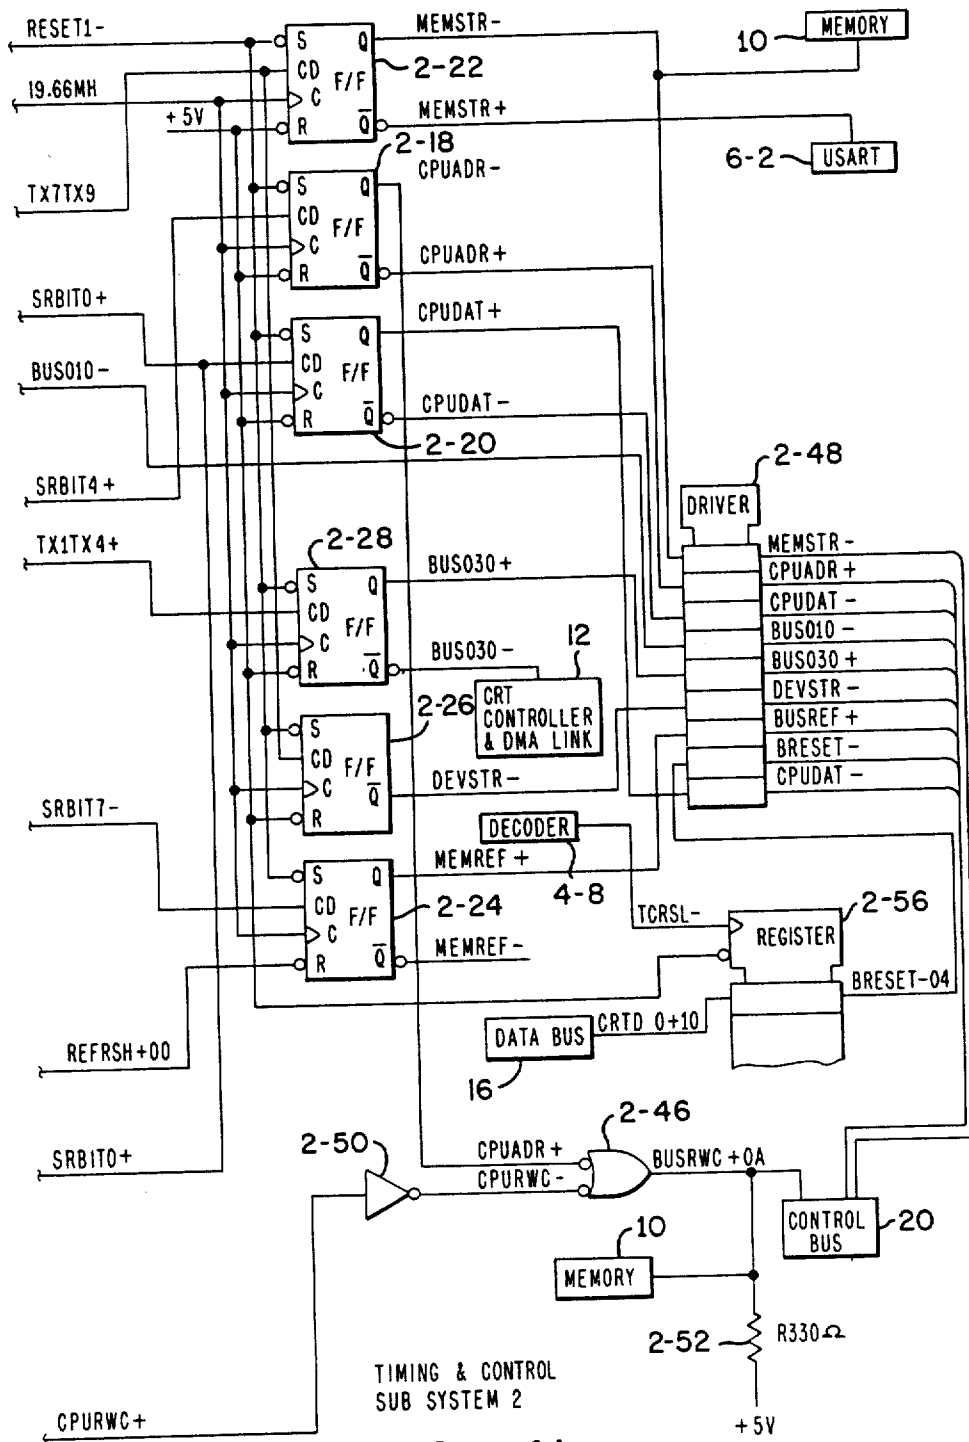 RESET1-
19.66MH
+5V
TX7TX9
SRBIT0+
BUS010-
SRBIT4+
TX1TX4+
SRBIT7-
REFRSH+00
SRBIT0+
CPURWC+
S Q
CD
F/F
C
R Q
2-22
MEMSTR-
MEMSTR+
10
MEMORY
6-2
USART
2-18
S Q
CD
F/F
C
R Q
CPUADR-
CPUADR+
S Q
CD
F/F
C
R Q
2-20
CPUDAT+
CPUDAT-
2-28
S Q
CD
F/F
C
R Q
BUS030+
BUS030-
12
CRT
CONTROLLER
& DMA LINK
2-26
S
CD
F/F
C Q
R
DEVSTR-
S Q
CD
F/F
C
R Q
2-24
MEMREF+
MEMREF-
DECODER
4-8
TCRSL-
2-48
DRIVER
MEMSTR-
CPUADR+
CPUDAT-
BUS010-
BUS030+
DEVSTR-
BUSREF+
BRESET-
CPUDAT-
2-56
REGISTER
BRESET-04
DATA BUS
16
CRTD 0+10
2-50
2-46
CPUADR+
CPURWC-
BUSRWC+0A
CONTROL
BUS
20
10
MEMORY
2-52
R330Ω
+5V
TIMING & CONTROL
SUB SYSTEM 2